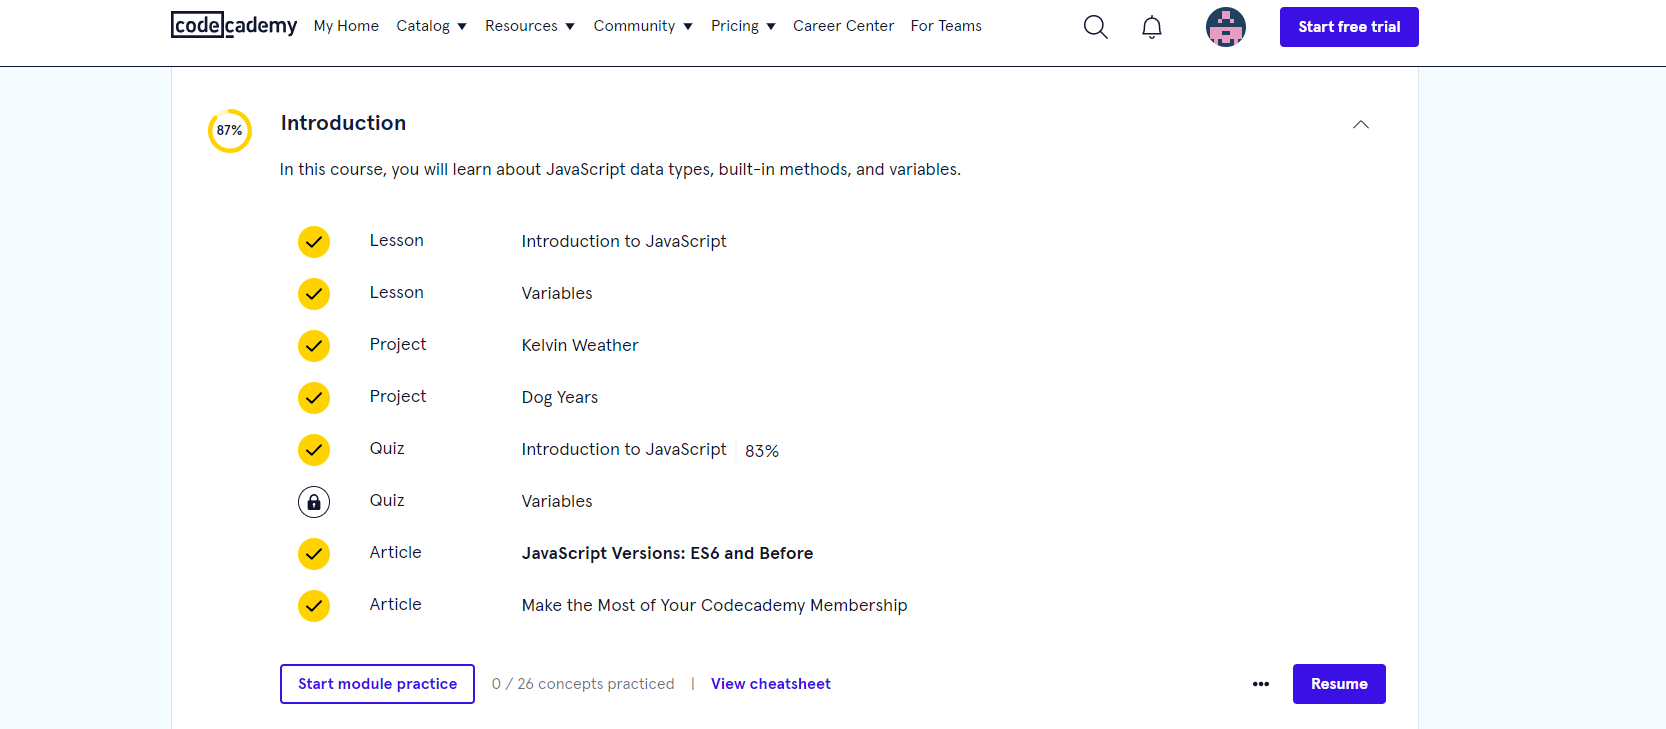 codecademy My Home Catalog Resources Community Pricing Career Center For Teams Start free trial
87% Introduction
In this course, you will learn about JavaScript data types, built-in methods, and variables.
Lesson Introduction to JavaScript
Lesson Variables
Project Kelvin Weather
Project Dog Years
Quiz Introduction to JavaScript 83%
Quiz Variables
Article JavaScript Versions: ES6 and Before
Article Make the Most of Your Codecademy Membership
Start module practice 0 / 26 concepts practiced | View cheatsheet ••• Resume